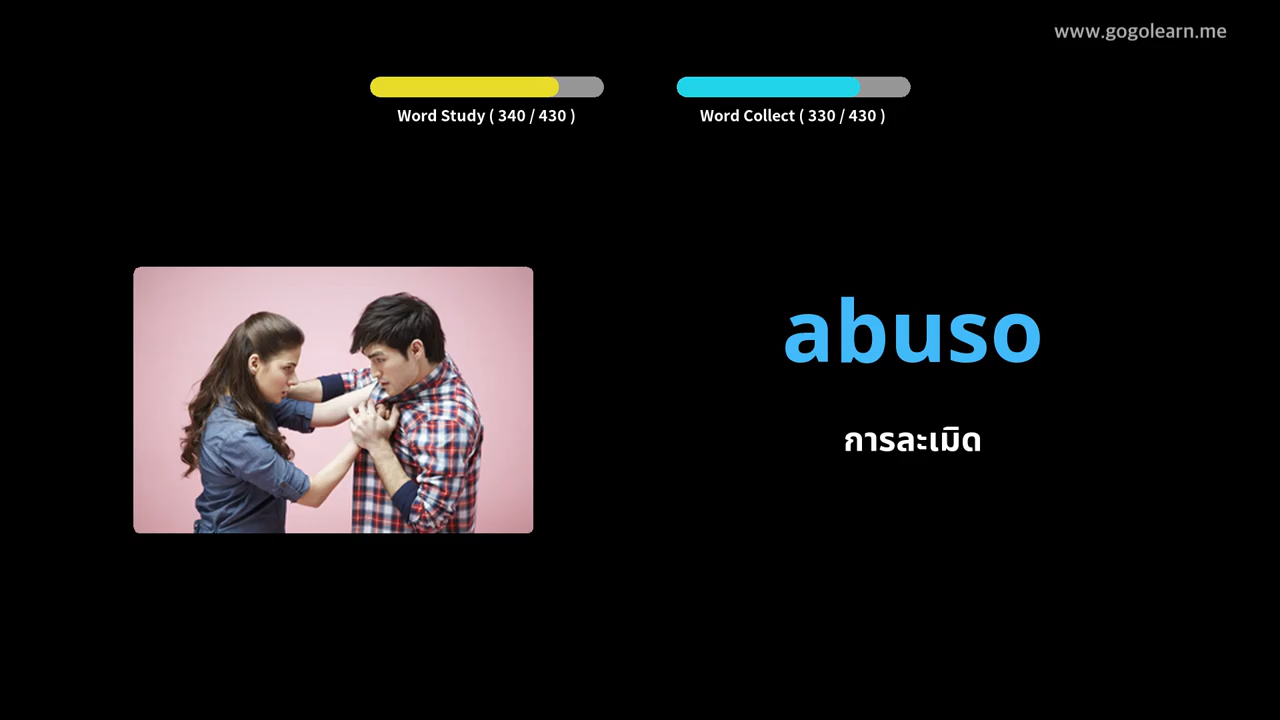 www.gogolearn.me
Word Study ( 340 / 430 )
Word Collect ( 330 / 430 )
abuso
การละเมิด